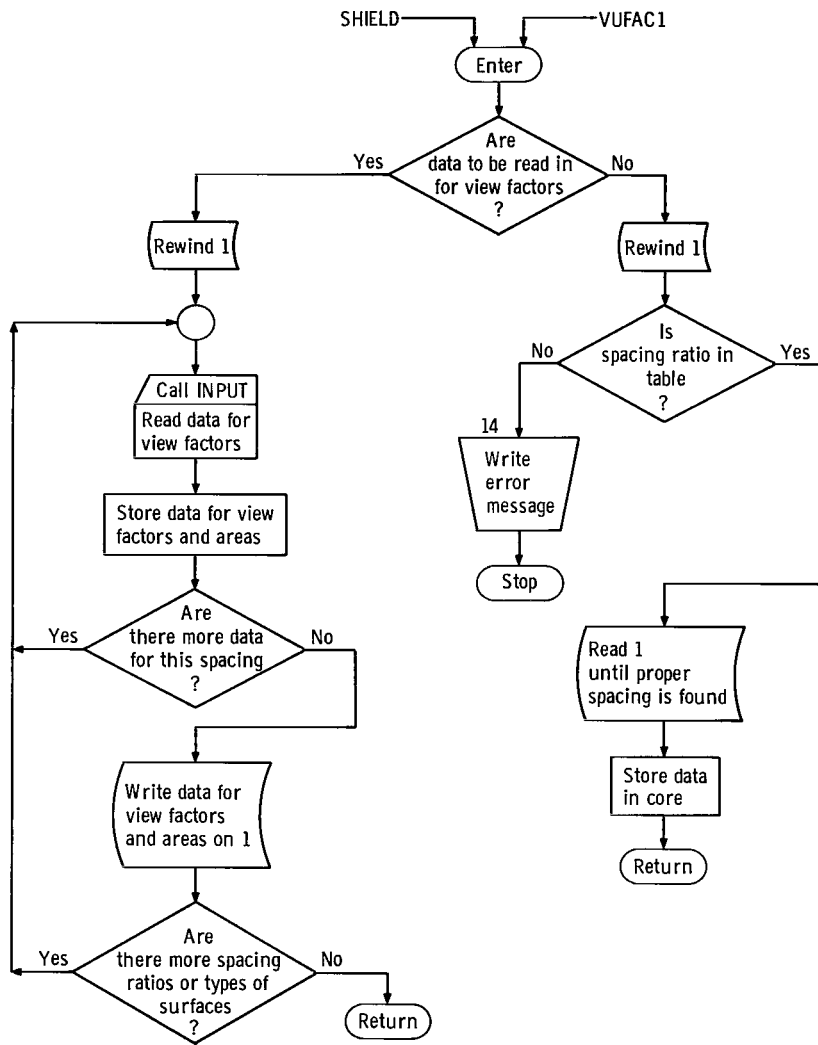 SHIELD
VUFAC1
Enter
Are
data to be read in
for view factors
?
Yes
No
Rewind 1
Rewind 1
Is
spacing ratio in
table
?
No
Yes
Call INPUT
Read data for
view factors
14
Write
error
message
Store data for view
factors and areas
Stop
Are
there more data
for this spacing
?
Yes
No
Read 1
until proper
spacing is found
Write data for
view factors
and areas on 1
Store data
in core
Return
Are
there more spacing
ratios or types of
surfaces
?
Yes
No
Return